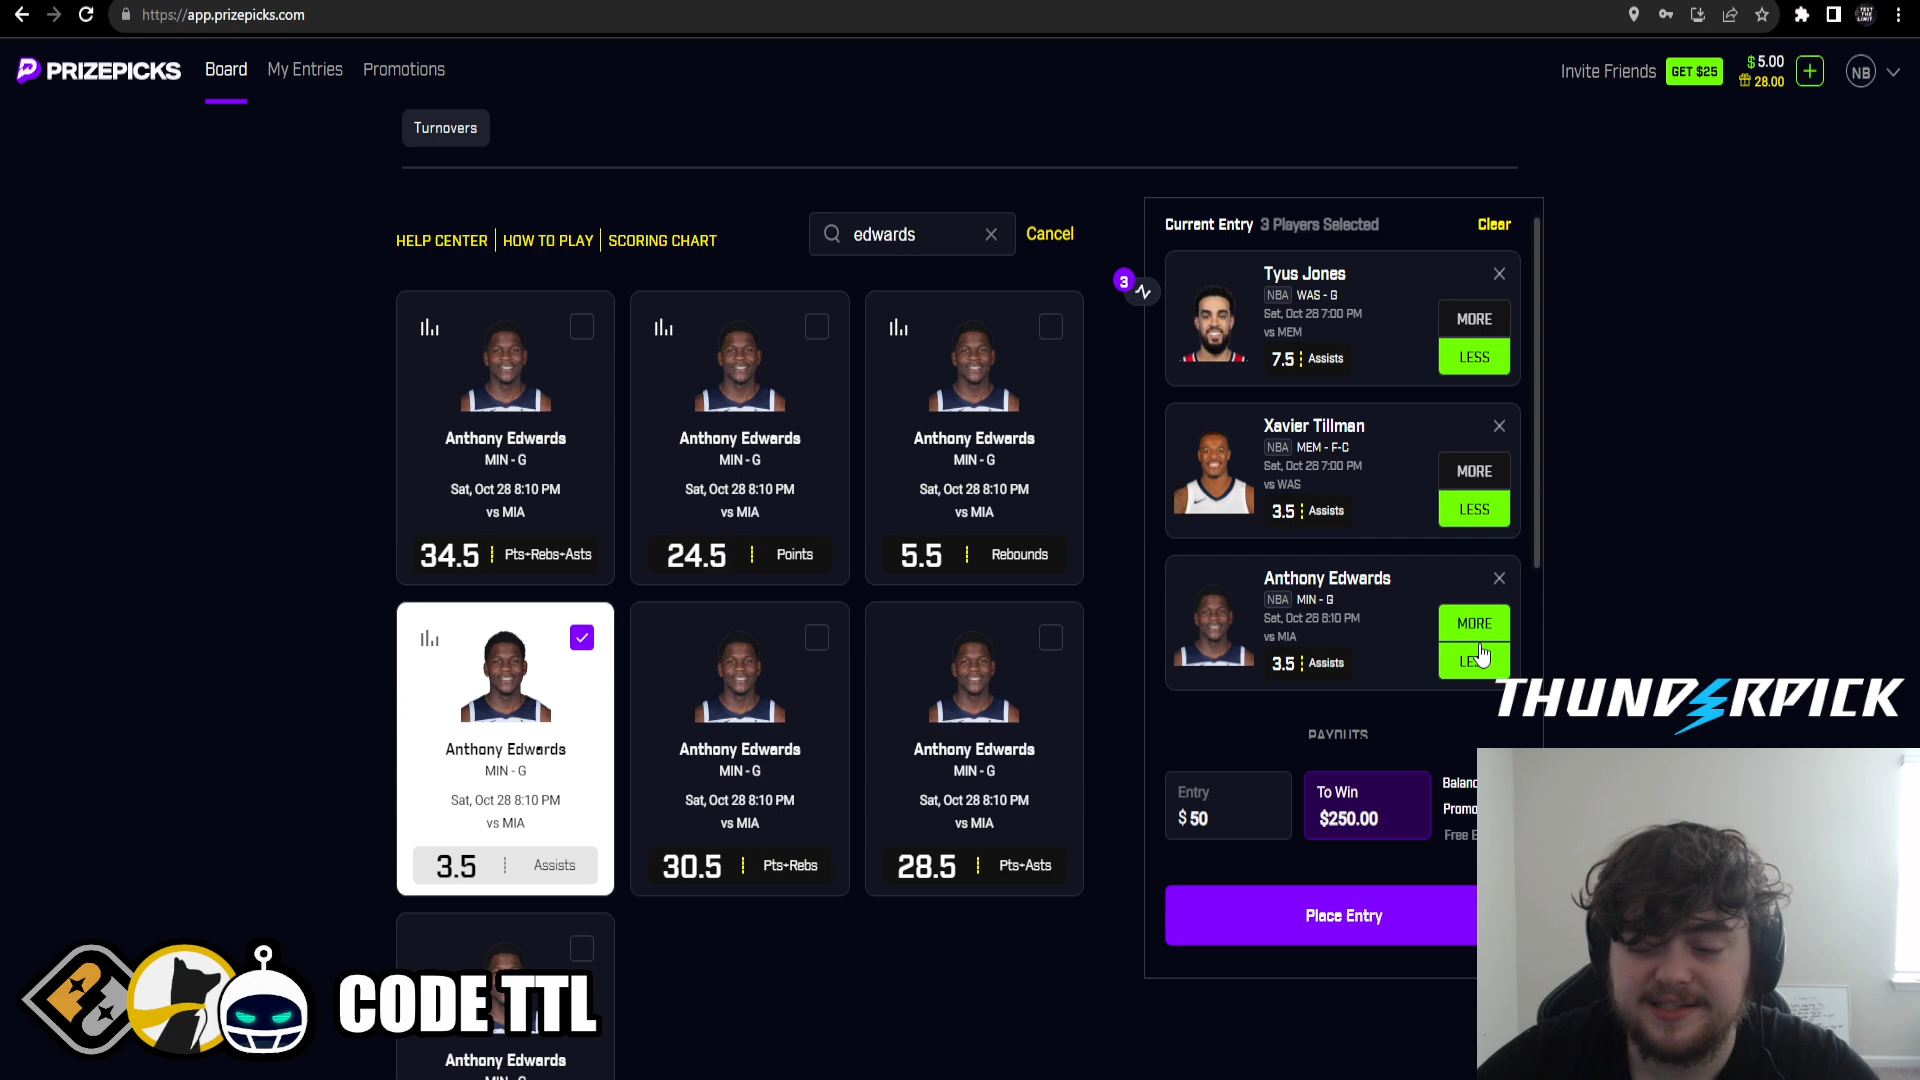 https://app.prizepicks.com
PRIZEPICKS
Board
My Entries
Promotions
Invite Friends
GET $25
$5.00
28.00
NB
Turnovers
HELP CENTER
HOW TO PLAY
SCORING CHART
edwards
Cancel
Anthony Edwards
MIN - G
Sat, Oct 28 8:10 PM
vs MIA
34.5 Pts+Rebs+Asts
Anthony Edwards
MIN - G
Sat, Oct 28 8:10 PM
vs MIA
24.5 Points
Anthony Edwards
MIN - G
Sat, Oct 28 8:10 PM
vs MIA
5.5 Rebounds
Anthony Edwards
MIN - G
Sat, Oct 28 8:10 PM
vs MIA
3.5 Assists
Anthony Edwards
MIN - G
Sat, Oct 28 8:10 PM
vs MIA
30.5 Pts+Rebs
Anthony Edwards
MIN - G
Sat, Oct 28 8:10 PM
vs MIA
28.5 Pts+Asts
Anthony Edwards
MIN - G
Current Entry 3 Players Selected
Clear
3
Tyus Jones
NBA WAS - G
Sat, Oct 28 7:00 PM
vs MEM
7.5 Assists
MORE
LESS
Xavier Tillman
NBA MEM - F-C
Sat, Oct 28 7:00 PM
vs WAS
3.5 Assists
MORE
LESS
Anthony Edwards
NBA MIN - G
Sat, Oct 28 8:10 PM
vs MIA
3.5 Assists
MORE
PAYOUTS
Entry
$ 50
To Win
$250.00
Balanc
Promo
Free E
Place Entry
THUNDERPICK
CODE TTL